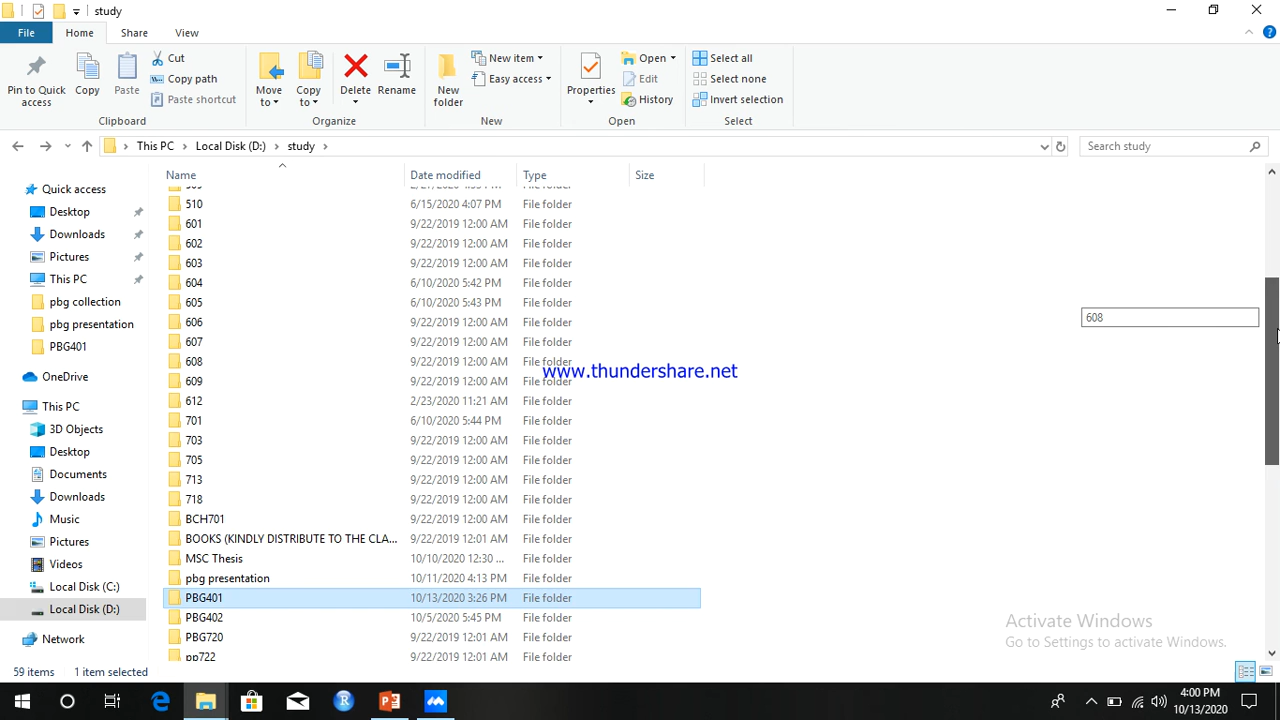 study
File Home Share View
Cut
Copy path
Paste shortcut
Pin to Quick access
Copy
Paste
Move to
Copy to
Delete
Rename
New folder
New item
Easy access
Properties
Open
Edit
History
Select all
Select none
Invert selection
Clipboard Organize New Open Select
This PC Local Disk (D:) study
Search study
Name Date modified Type Size
Quick access
Desktop
Downloads
Pictures
This PC
pbg collection
pbg presentation
PBG401
OneDrive
This PC
3D Objects
Desktop
Documents
Downloads
Music
Pictures
Videos
Local Disk (C:)
Local Disk (D:)
Network
510 6/15/2020 4:07 PM File folder
601 9/22/2019 12:00 AM File folder
602 9/22/2019 12:00 AM File folder
603 9/22/2019 12:00 AM File folder
604 6/10/2020 5:42 PM File folder
605 6/10/2020 5:43 PM File folder
606 9/22/2019 12:00 AM File folder
607 9/22/2019 12:00 AM File folder
608 9/22/2019 12:00 AM File folder
609 9/22/2019 12:00 AM File folder
612 2/23/2020 11:21 AM File folder
701 6/10/2020 5:44 PM File folder
703 9/22/2019 12:00 AM File folder
705 9/22/2019 12:00 AM File folder
713 9/22/2019 12:00 AM File folder
718 9/22/2019 12:00 AM File folder
BCH701 9/22/2019 12:00 AM File folder
BOOKS (KINDLY DISTRIBUTE TO THE CLA... 9/22/2019 12:01 AM File folder
MSC Thesis 10/10/2020 12:30 ... File folder
pbg presentation 10/11/2020 4:13 PM File folder
PBG401 10/13/2020 3:26 PM File folder
PBG402 10/5/2020 5:45 PM File folder
PBG720 9/22/2019 12:01 AM File folder
pp722 9/22/2019 12:01 AM File folder
608
www.thundershare.net
Activate Windows
Go to Settings to activate Windows.
59 items 1 item selected
4:00 PM
10/13/2020